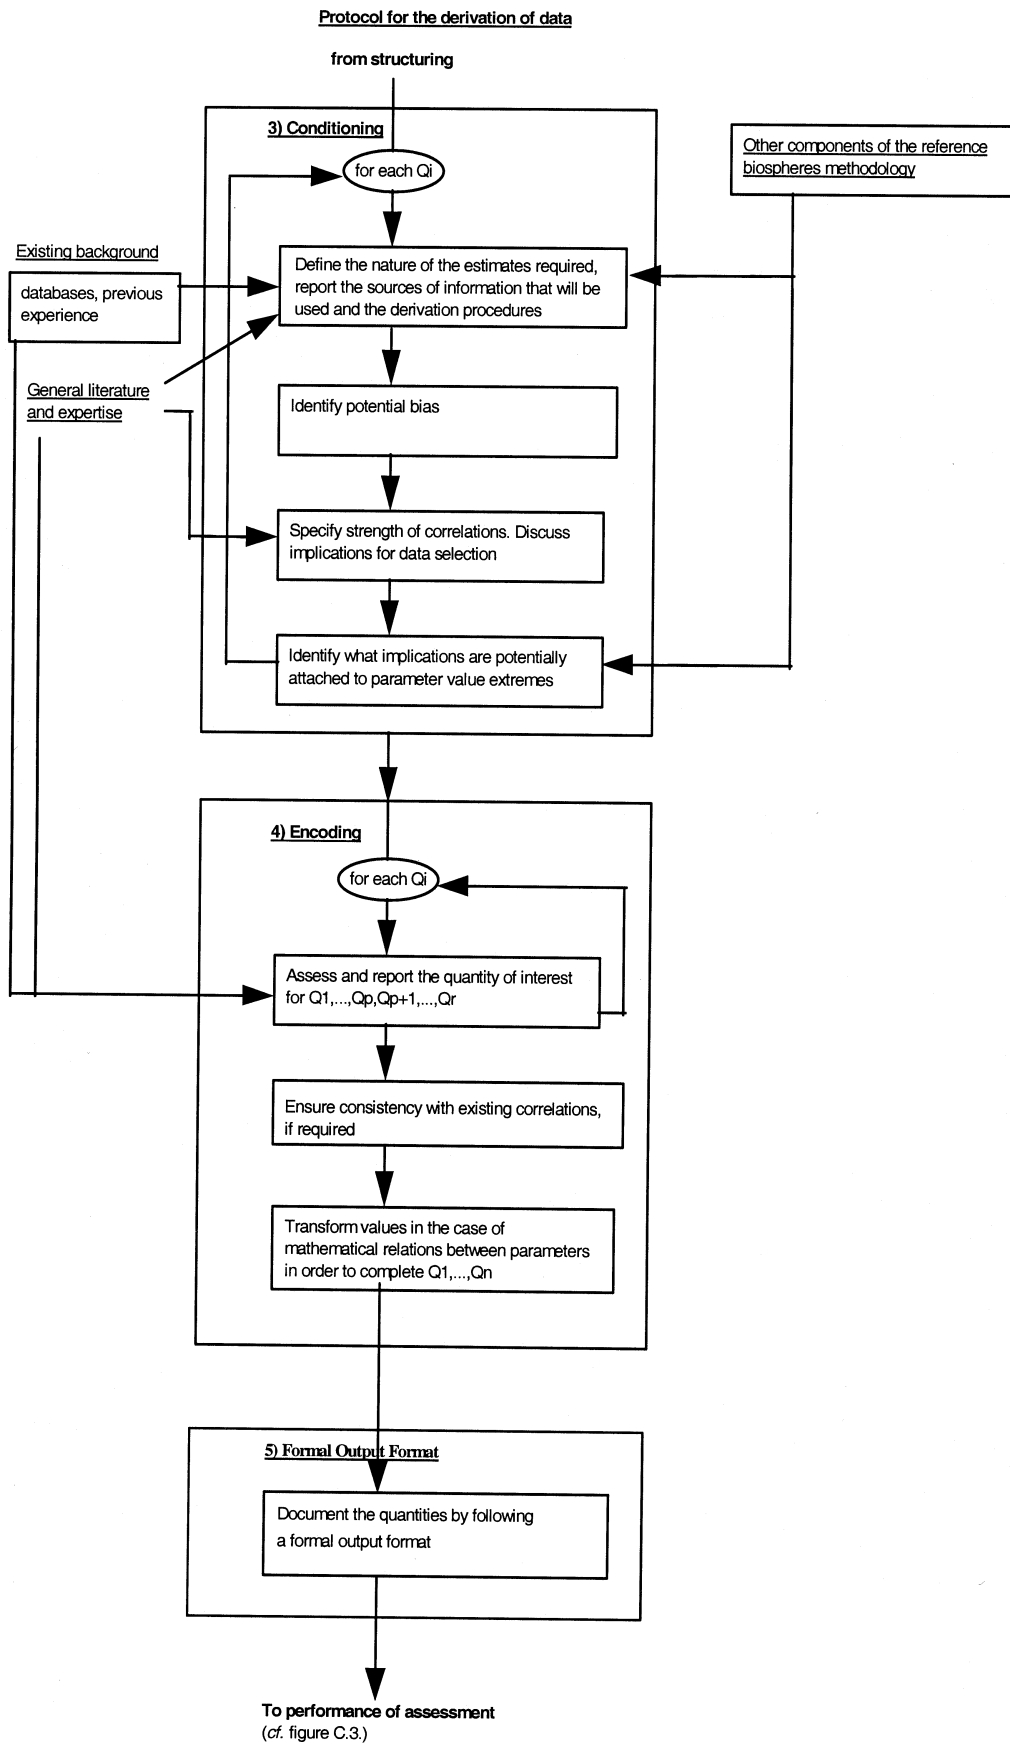 Protocol for the derivation of data
from structuring
3) Conditioning
for each Qi
Other components of the reference
biospheres methodology
Existing background
databases, previous
experience
Define the nature of the estimates required,
report the sources of information that will be
used and the derivation procedures
General literature
and expertise
Identify potential bias
Specify strength of correlations. Discuss
implications for data selection
Identify what implications are potentially
attached to parameter value extremes
4) Encoding
for each Qi
Assess and report the quantity of interest
for Q1,...,Qp,Qp+1,...,Qr
Ensure consistency with existing correlations,
if required
Transform values in the case of
mathematical relations between parameters
in order to complete Q1,...,Qn
5) Formal Output Format
Document the quantities by following
a formal output format
To performance of assessment
(cf. figure C.3.)